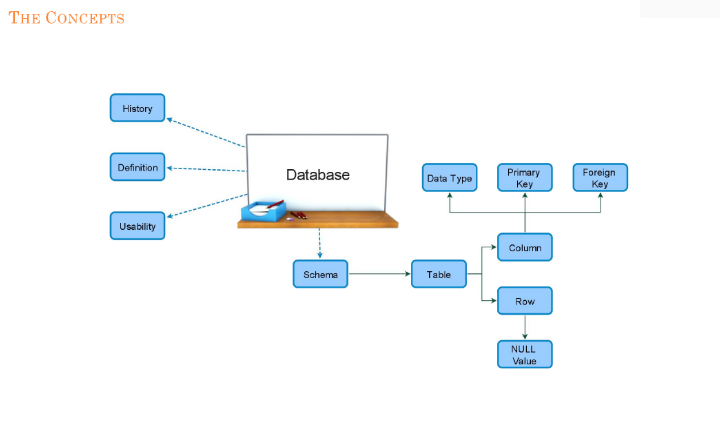 THE CONCEPTS
History
Definition
Usability
Database
Schema
Table
Data Type
Primary
Key
Foreign
Key
Column
Row
NULL
Value